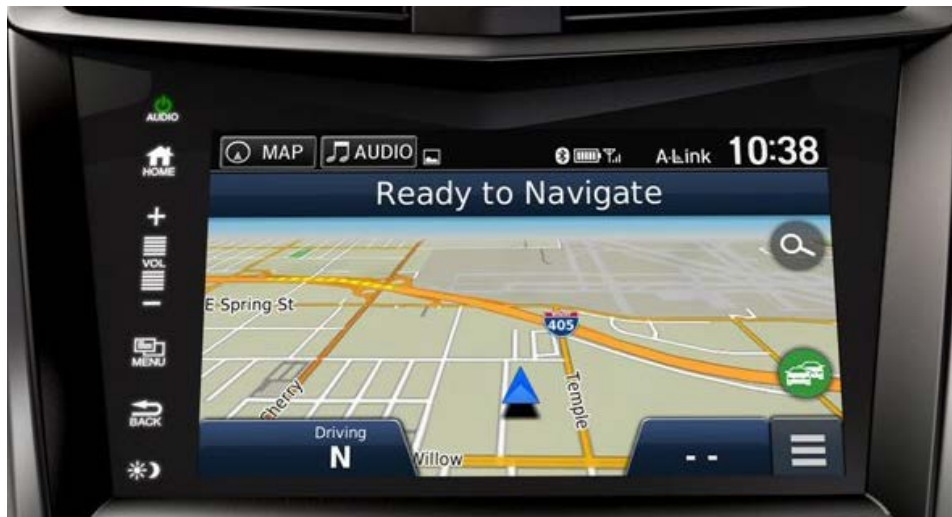 AUDIO
HOME
+
VOL
−
MENU
BACK
MAP
AUDIO
A-Link
10:38
Ready to Navigate
E Spring St
405
Cherry
Temple
Driving
N
Willow
- -